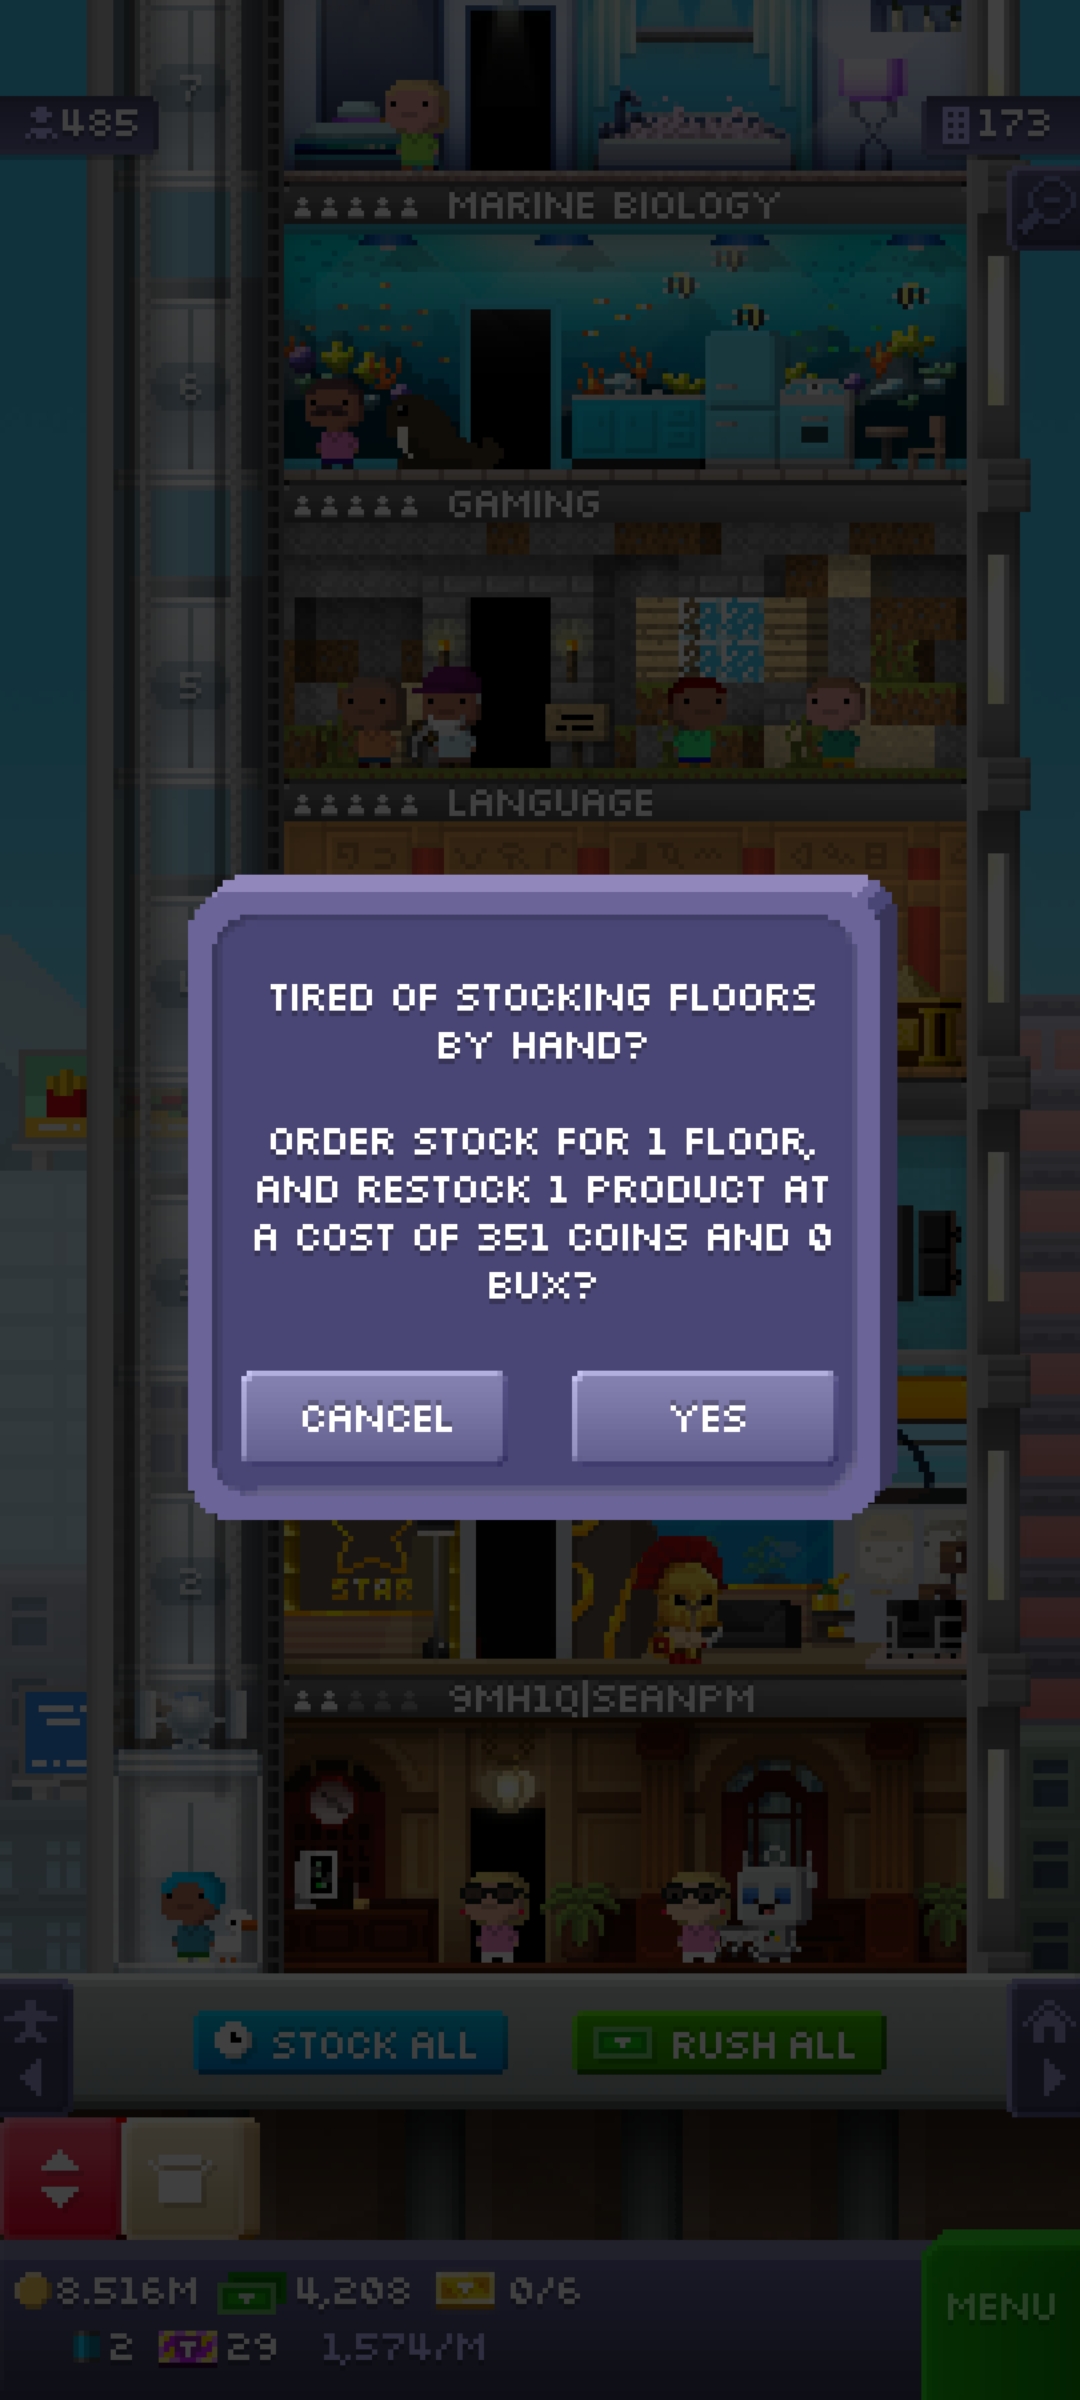 7
485
173
MARINE BIOLOGY
6
GAMING
5
LANGUAGE
TIRED OF STOCKING FLOORS
BY HAND?
ORDER STOCK FOR 1 FLOOR,
AND RESTOCK 1 PRODUCT AT
A COST OF 351 COINS AND 0
BUX?
CANCEL
YES
2
STAR
9MH1Q|SEANPM
STOCK ALL
RUSH ALL
8.516M
4,208
0/6
MENU
2
29
1,574/M